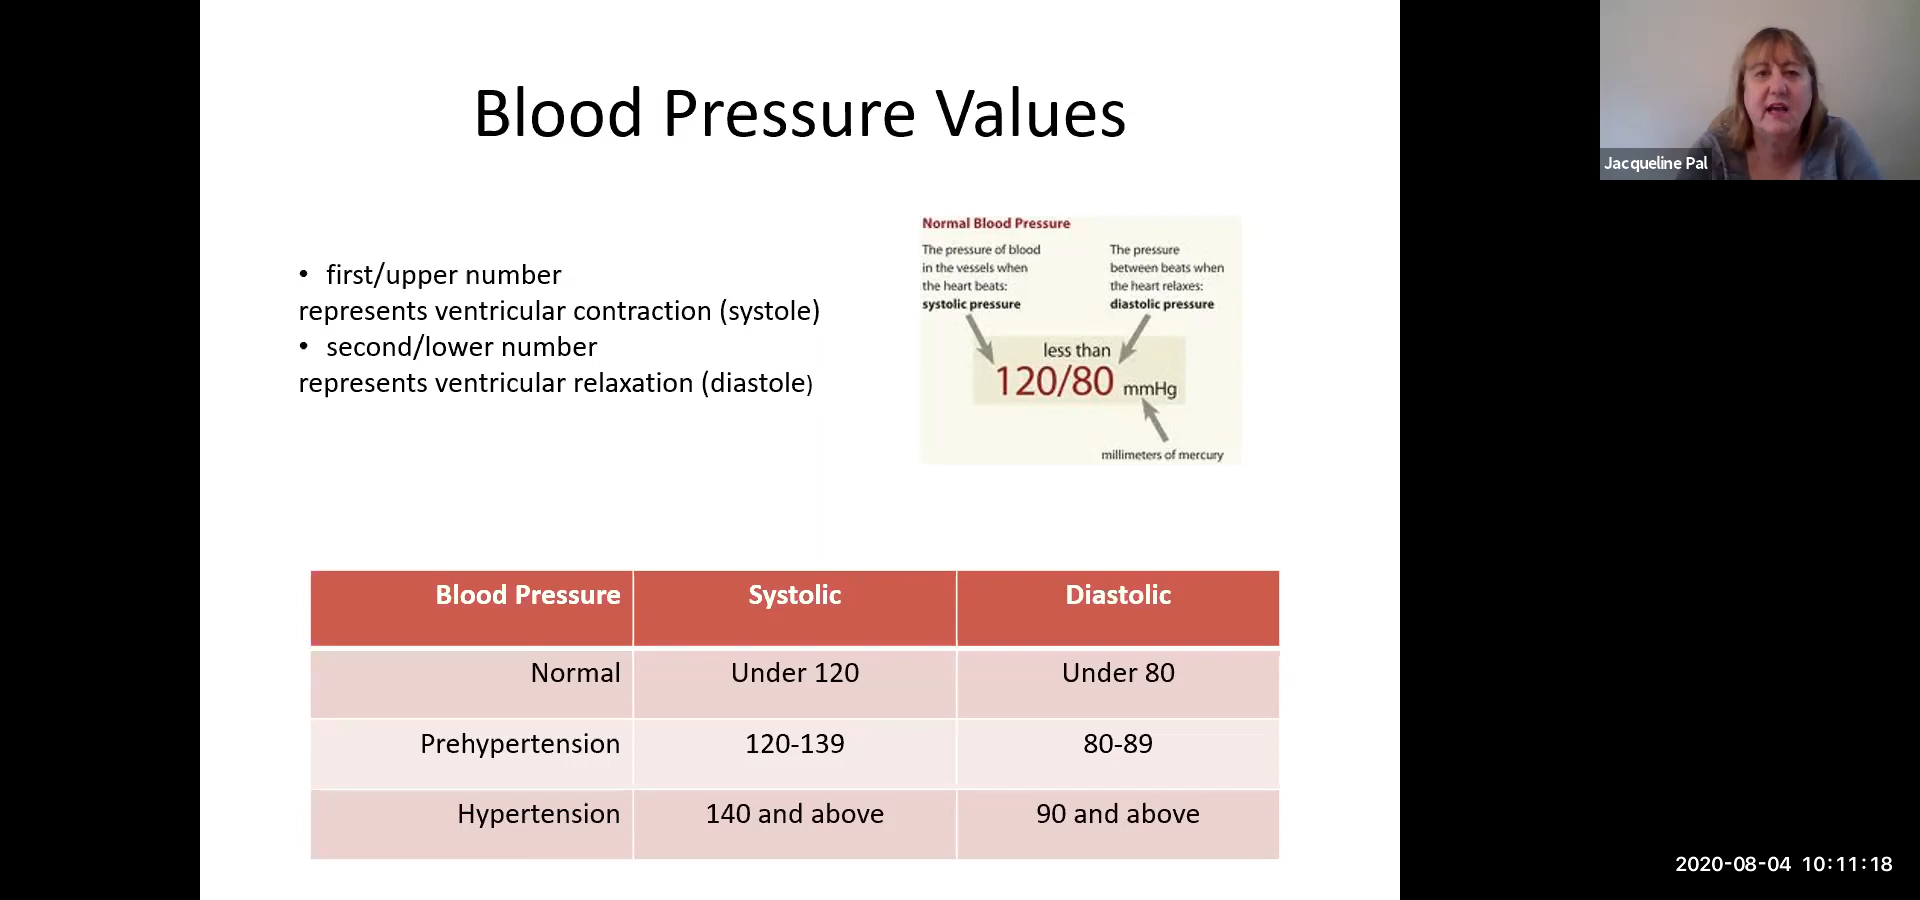 Blood Pressure Values
Jacqueline Pal
• first/upper number
represents ventricular contraction (systole)
• second/lower number
represents ventricular relaxation (diastole)
Normal Blood Pressure
The pressure of blood
in the vessels when
the heart beats:
systolic pressure
The pressure
between beats when
the heart relaxes:
diastolic pressure
less than
120/80 mmHg
millimeters of mercury
Blood Pressure Systolic Diastolic
Normal Under 120 Under 80
Prehypertension 120-139 80-89
Hypertension 140 and above 90 and above
2020-08-04 10:11:18